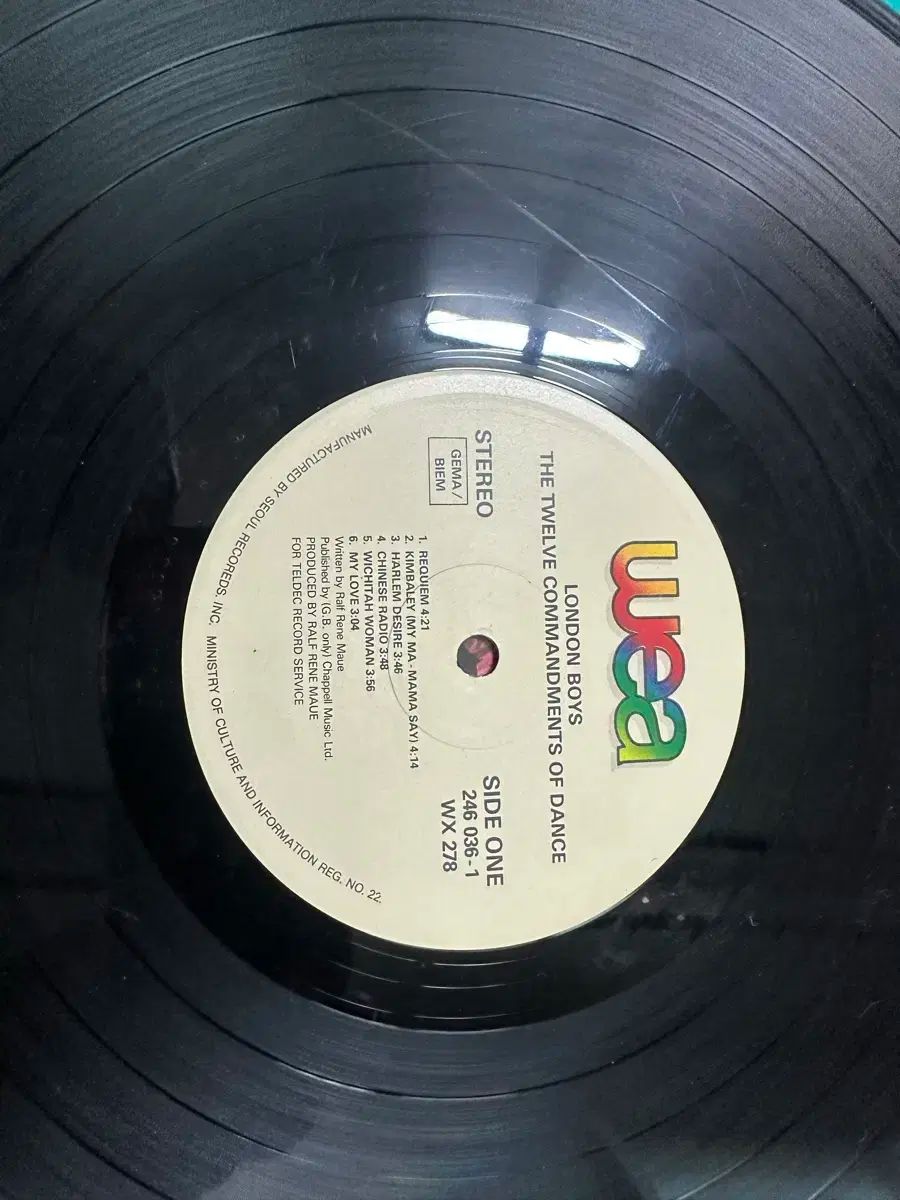 wea
LONDON BOYS
THE TWELVE COMMANDMENTS OF DANCE
STEREO
GEMA/
BIEM
SIDE ONE
246 036-1
WX 278
1. REQUIEM 4:21
2. KIMBALEY (MY MA - MAMA SAY) 4:14
3. HARLEM DESIRE 3:46
4. CHINESE RADIO 3:48
5. WICHITAH WOMAN 3:56
6. MY LOVE 3:04
Written by Ralf Rene Maue
Published by (G.B. only) Chappell Music Ltd.
PRODUCED BY RALF RENE MAUE
FOR TELDEC RECORD SERVICE
MANUFACTURED BY SEOUL RECOREDS, INC. MINISTRY OF CULTURE AND INFORMATION REG. NO. 22.